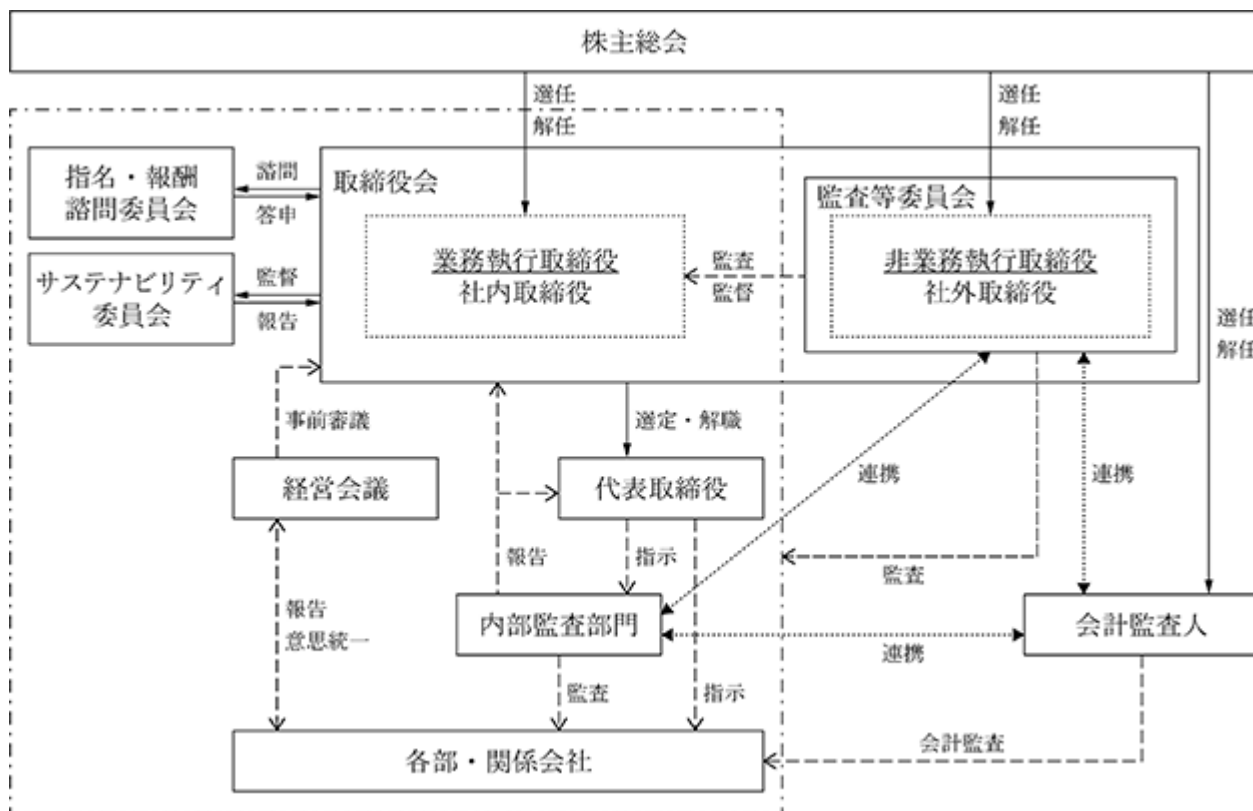 株主総会
選任
解任
選任
解任
選任
解任
指名・報酬
諮問委員会
諮問
答申
取締役会
監査等委員会
業務執行取締役
社内取締役
監査
監督
非業務執行取締役
社外取締役
サステナビリティ
委員会
監督
報告
事前審議
選定・解職
経営会議
代表取締役
連携
連携
報告
指示
監査
報告
意思統一
内部監査部門
連携
会計監査人
監査
指示
会計監査
各部・関係会社